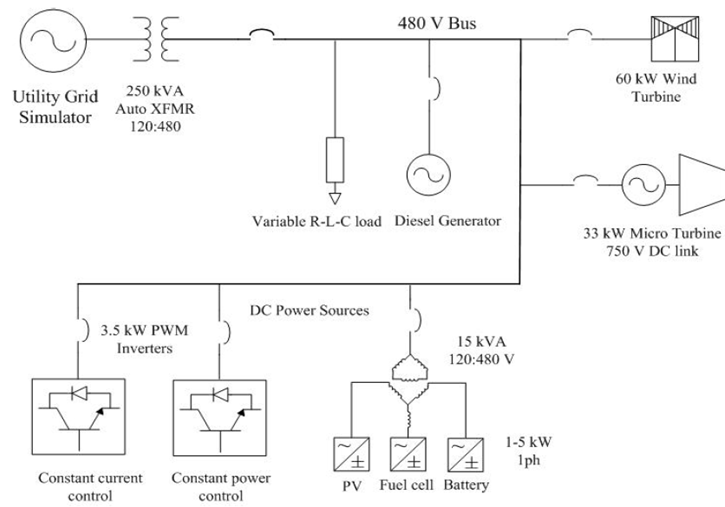 480 V Bus
Utility Grid
Simulator
250 kVA
Auto XFMR
120:480
60 kW Wind
Turbine
Variable R-L-C load
Diesel Generator
33 kW Micro Turbine
750 V DC link
DC Power Sources
3.5 kW PWM
Inverters
15 kVA
120:480 V
1-5 kW
1ph
Constant current
control
Constant power
control
PV
Fuel cell
Battery